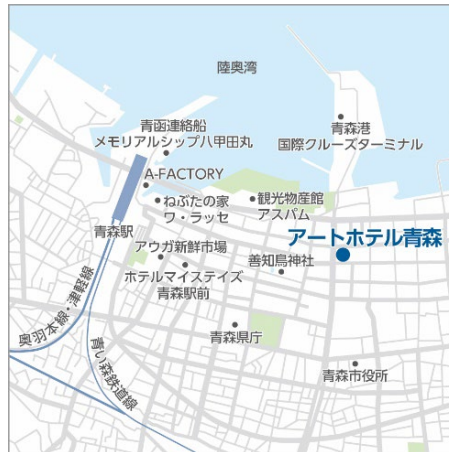 陸奥湾
青函連絡船
メモリアルシップ八甲田丸
青森港
国際クルーズターミナル
A-FACTORY
ねぶたの家
ワ・ラッセ
観光物産館
アスパム
青森駅
アートホテル青森
アウガ新鮮市場
善知鳥神社
ホテルマイステイズ
青森駅前
奥羽本線・津軽線
青い森鉄道線
青森県庁
青森市役所